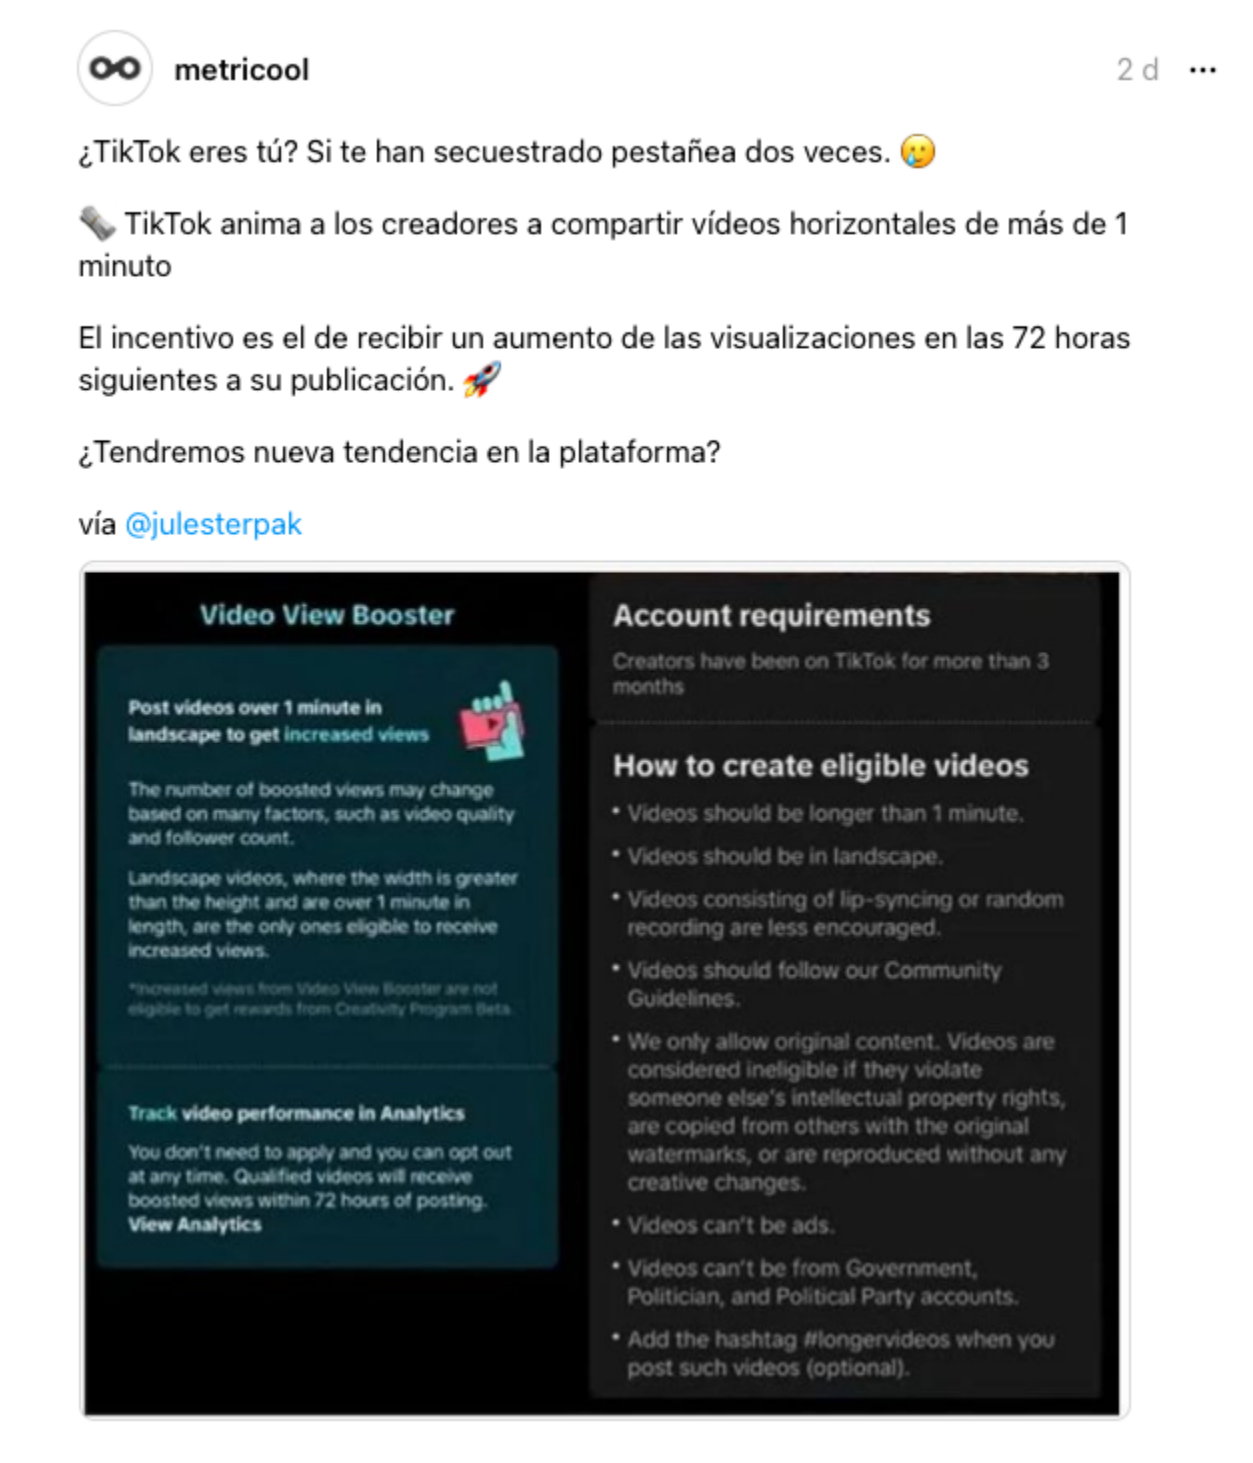 metricool
2 d
¿TikTok eres tú? Si te han secuestrado pestañea dos veces. 🥲
🗞️ TikTok anima a los creadores a compartir vídeos horizontales de más de 1
minuto
El incentivo es el de recibir un aumento de las visualizaciones en las 72 horas
siguientes a su publicación. 🚀
¿Tendremos nueva tendencia en la plataforma?
vía @julesterpak
Video View Booster
Post videos over 1 minute in
landscape to get increased views
The number of boosted views may change
based on many factors, such as video quality
and follower count.
Landscape videos, where the width is greater
than the height and are over 1 minute in
length, are the only ones eligible to receive
increased views.
*Increased views from Video View Booster are not
eligible to get rewards from Creativity Program Beta.
Track video performance in Analytics
You don't need to apply and you can opt out
at any time. Qualified videos will receive
boosted views within 72 hours of posting.
View Analytics
Account requirements
Creators have been on TikTok for more than 3
months
How to create eligible videos
• Videos should be longer than 1 minute.
• Videos should be in landscape.
• Videos consisting of lip-syncing or random
recording are less encouraged.
• Videos should follow our Community
Guidelines.
• We only allow original content. Videos are
considered ineligible if they violate
someone else's intellectual property rights,
are copied from others with the original
watermarks, or are reproduced without any
creative changes.
• Videos can't be ads.
• Videos can't be from Government,
Politician, and Political Party accounts.
• Add the hashtag #longervideos when you
post such videos (optional).